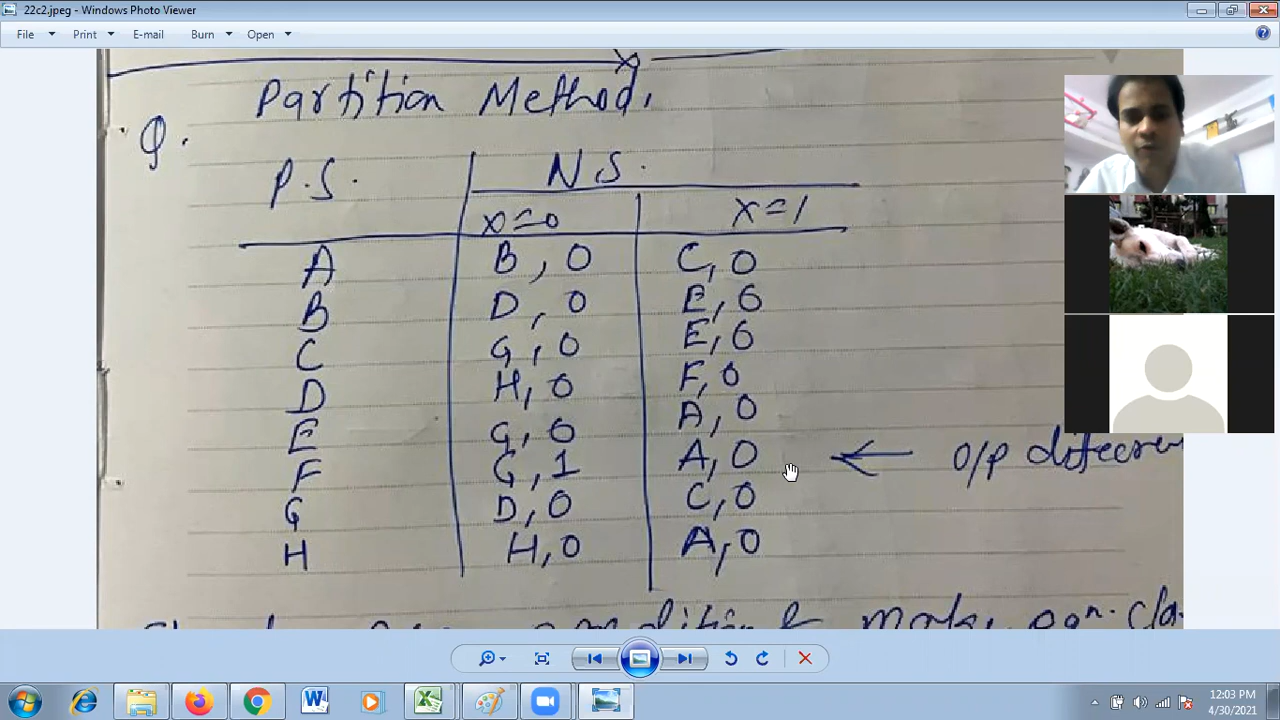 22c2.jpeg - Windows Photo Viewer
File Print E-mail Burn Open
Partition Method.
Q.
P.S. N.S.
x=0 x=1
A B, 0 C, 0
B D, 0 E, 0
C G, 0 E, 0
D H, 0 F, 0
E G, 0 A, 0
F G, 1 A, 0 ← O/P
G D, 0 C, 0
H H, 0 A, 0
12:03 PM
4/30/2021